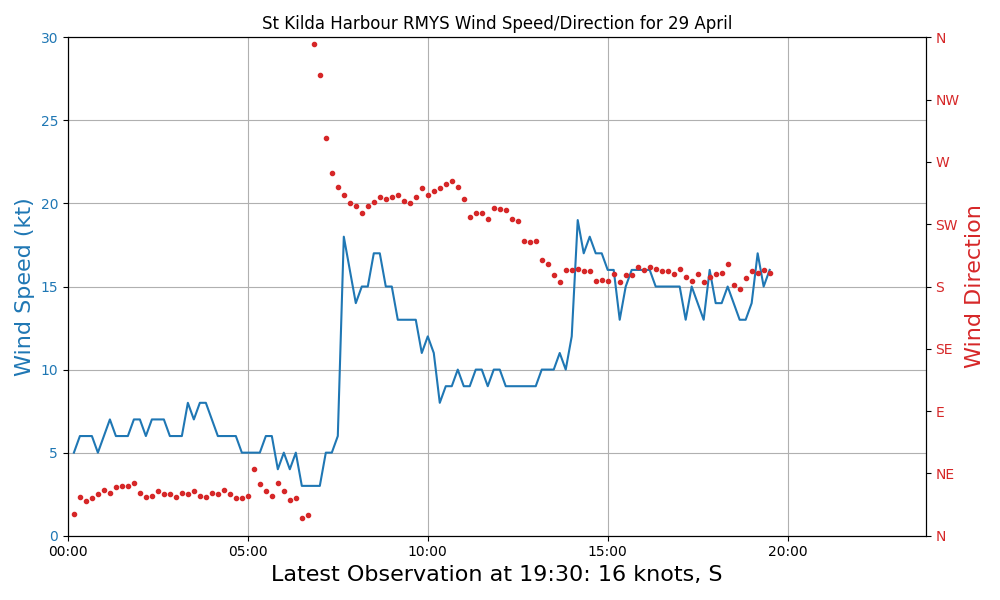 St Kilda Harbour RMYS Wind Speed/Direction for 29 April
30
25
20
15
10
5
0
Wind Speed (kt)
N
NW
W
SW
S
SE
E
NE
N
Wind Direction
00:00
05:00
10:00
15:00
20:00
Latest Observation at 19:30: 16 knots, S